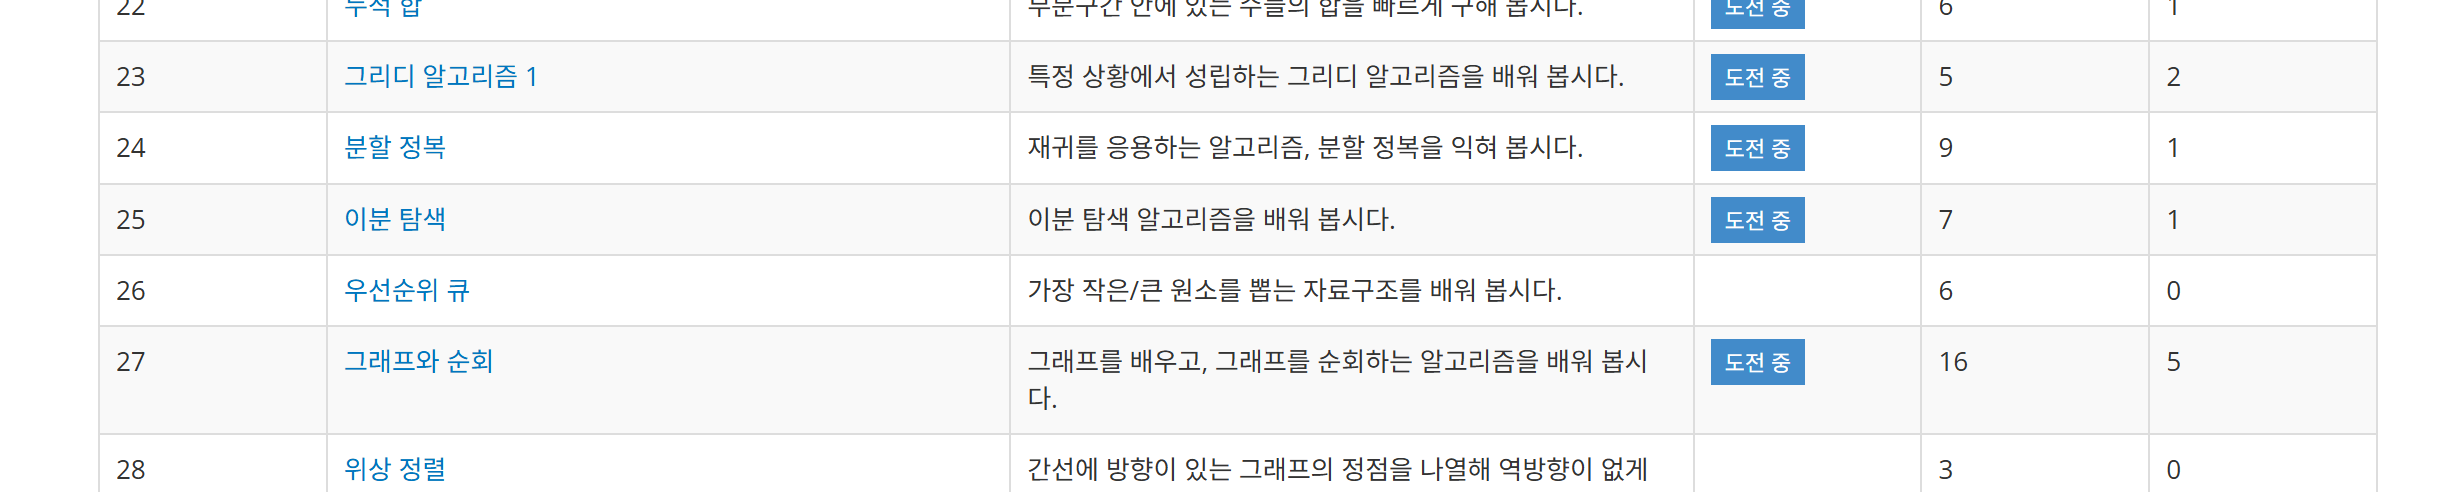 22 누적 합 부분구간 안에 있는 수들의 합을 빠르게 구해 봅시다. 도전 중 6 1
23 그리디 알고리즘 1 특정 상황에서 성립하는 그리디 알고리즘을 배워 봅시다. 도전 중 5 2
24 분할 정복 재귀를 응용하는 알고리즘, 분할 정복을 익혀 봅시다. 도전 중 9 1
25 이분 탐색 이분 탐색 알고리즘을 배워 봅시다. 도전 중 7 1
26 우선순위 큐 가장 작은/큰 원소를 뽑는 자료구조를 배워 봅시다. 6 0
27 그래프와 순회 그래프를 배우고, 그래프를 순회하는 알고리즘을 배워 봅시 도전 중 16 5
다.
28 위상 정렬 간선에 방향이 있는 그래프의 정점을 나열해 역방향이 없게 3 0